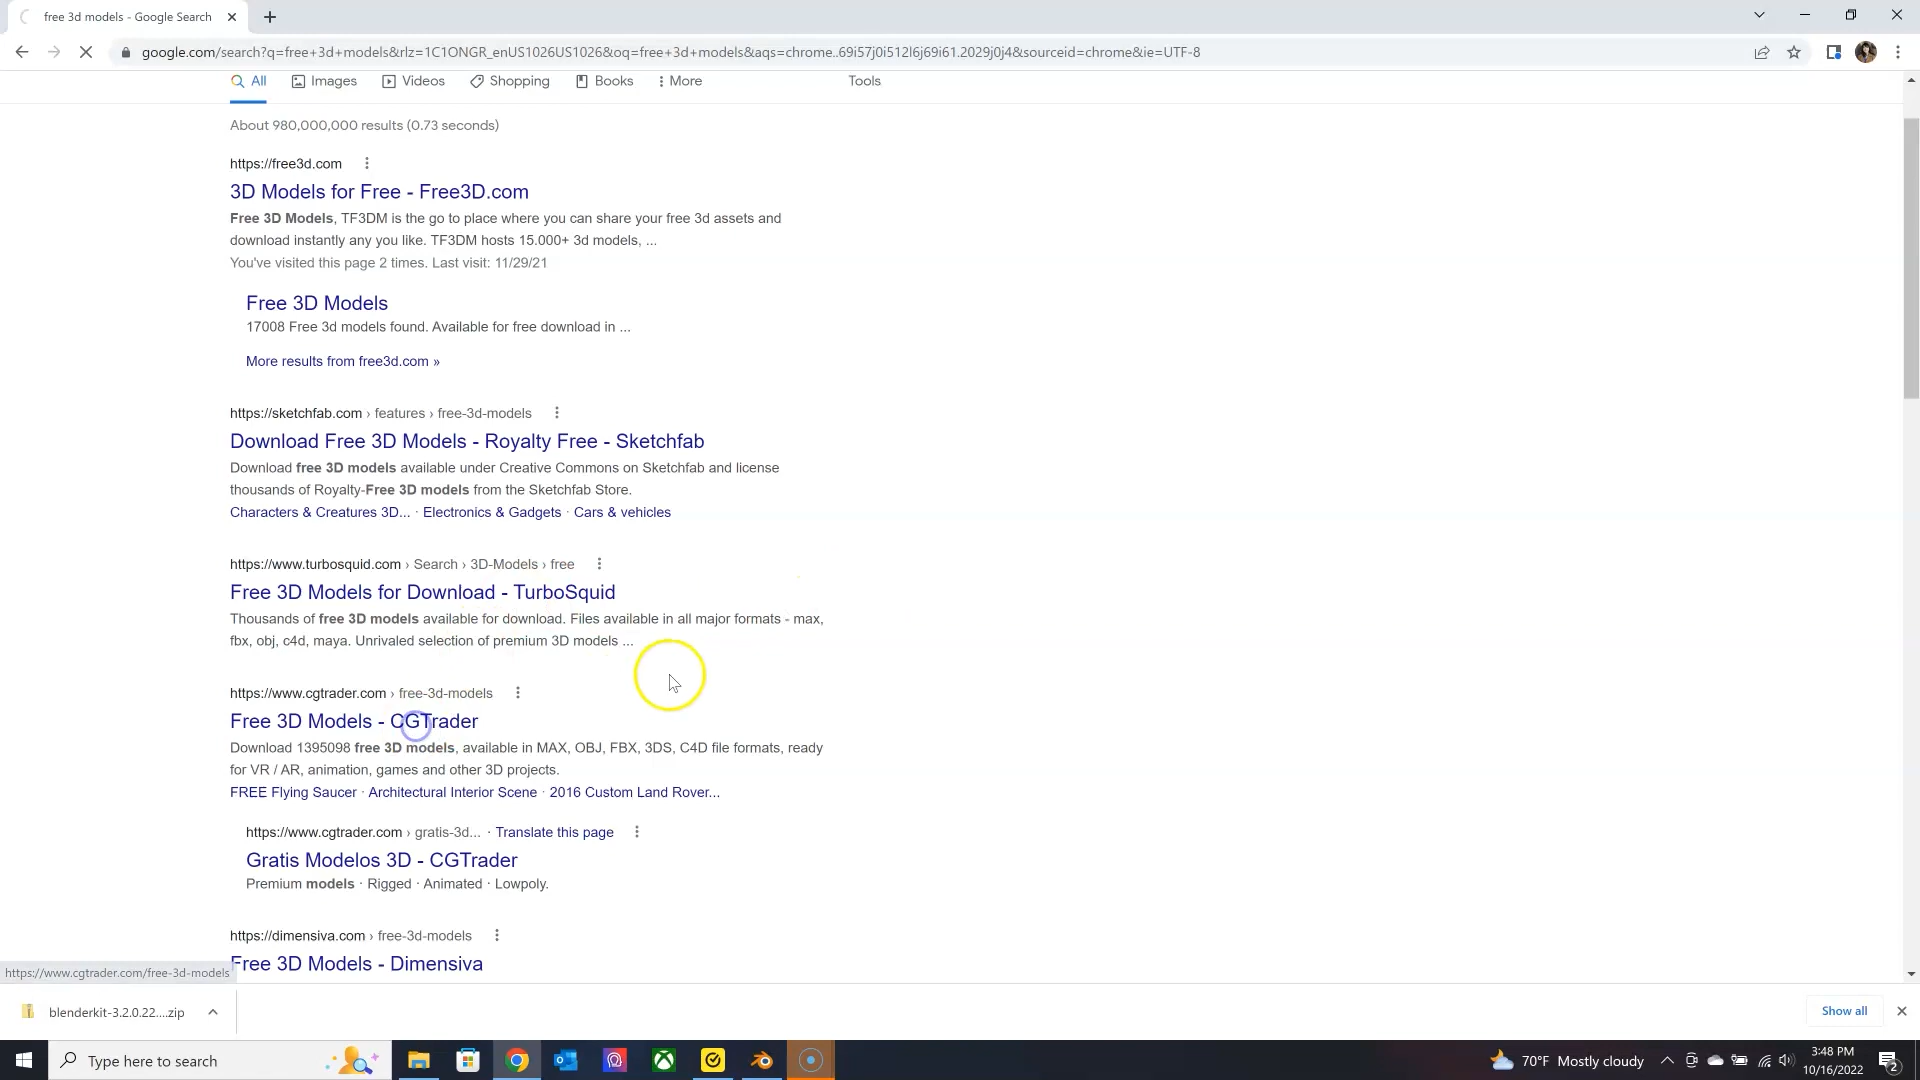 free 3d models - Google Search
google.com/search?q=free+3d+models&rlz=1C1ONGR_enUS1026US1026&oq=free+3d+models&aqs=chrome..69i57j0i512l6j69i61.2029j0j4&sourceid=chrome&ie=UTF-8
All Images Videos Shopping Books More Tools
About 980,000,000 results (0.73 seconds)
https://free3d.com
3D Models for Free - Free3D.com
Free 3D Models, TF3DM is the go to place where you can share your free 3d assets and
download instantly any you like. TF3DM hosts 15.000+ 3d models, ...
You've visited this page 2 times. Last visit: 11/29/21
Free 3D Models
17008 Free 3d models found. Available for free download in ...
More results from free3d.com »
https://sketchfab.com › features › free-3d-models
Download Free 3D Models - Royalty Free - Sketchfab
Download free 3D models available under Creative Commons on Sketchfab and license
thousands of Royalty-Free 3D models from the Sketchfab Store.
Characters & Creatures 3D... · Electronics & Gadgets · Cars & vehicles
https://www.turbosquid.com › Search › 3D-Models › free
Free 3D Models for Download - TurboSquid
Thousands of free 3D models available for download. Files available in all major formats - max,
fbx, obj, c4d, maya. Unrivaled selection of premium 3D models ...
https://www.cgtrader.com › free-3d-models
Free 3D Models - CGTrader
Download 1395098 free 3D models, available in MAX, OBJ, FBX, 3DS, C4D file formats, ready
for VR / AR, animation, games and other 3D projects.
FREE Flying Saucer · Architectural Interior Scene · 2016 Custom Land Rover...
https://www.cgtrader.com › gratis-3d... · Translate this page
Gratis Modelos 3D - CGTrader
Premium models · Rigged · Animated · Lowpoly.
https://dimensiva.com › free-3d-models
Free 3D Models - Dimensiva
https://www.cgtrader.com/free-3d-models
blenderkit-3.2.0.22....zip
Show all
Type here to search
70°F Mostly cloudy
3:48 PM
10/16/2022
2